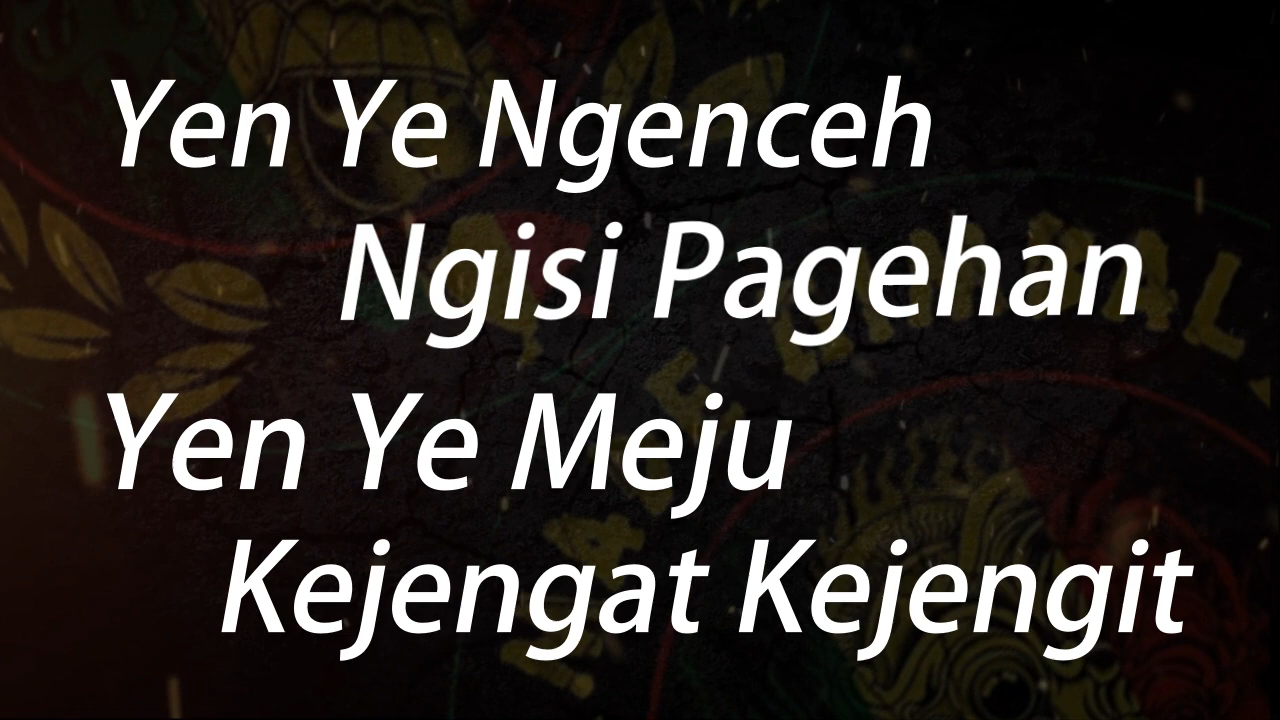 Yen Ye Ngenceh
Ngisi Pagehan
Yen Ye Meju
Kejengat Kejengit